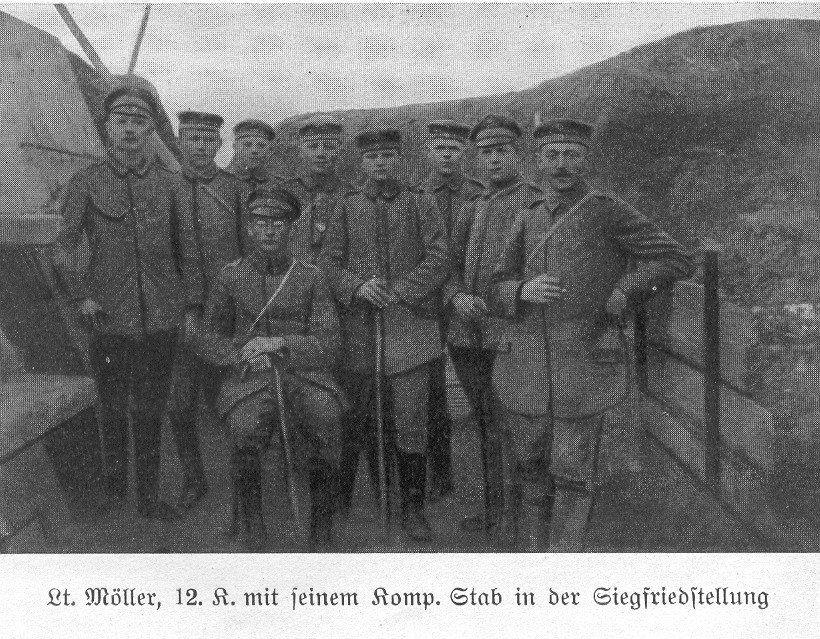 Lt. Möller, 12. K. mit ſeinem Komp. Stab in der Siegfriedſtellung